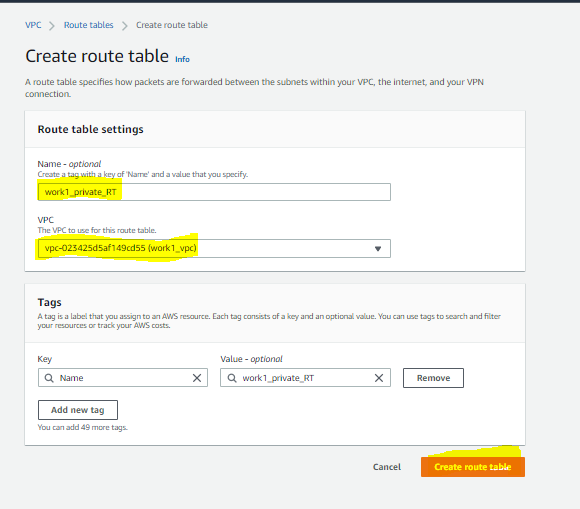 VPC > Route tables > Create route table
Create route table Info
A route table specifies how packets are forwarded between the subnets within your VPC, the internet, and your VPN
connection.
Route table settings
Name - optional
Create a tag with a key of 'Name' and a value that you specify.
work1_private_RT
VPC
The VPC to use for this route table.
vpc-023425d5af149cd55 (work1_vpc)
Tags
A tag is a label that you assign to an AWS resource. Each tag consists of a key and an optional value. You can use tags to search and filter
your resources or track your AWS costs.
Key Value - optional
Name work1_private_RT Remove
Add new tag
You can add 49 more tags.
Cancel Create route table